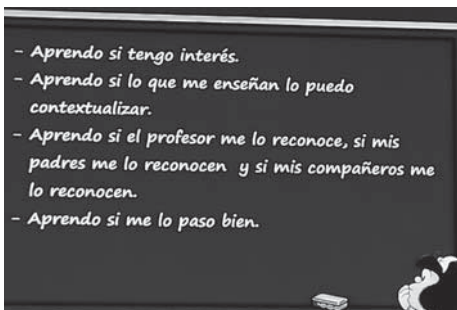 - Aprendo si tengo interés.
- Aprendo si lo que me enseñan lo puedo
contextualizar.
- Aprendo si el profesor me lo reconoce, si mis
padres me lo reconocen y si mis compañeros me
lo reconocen.
- Aprendo si me lo paso bien.